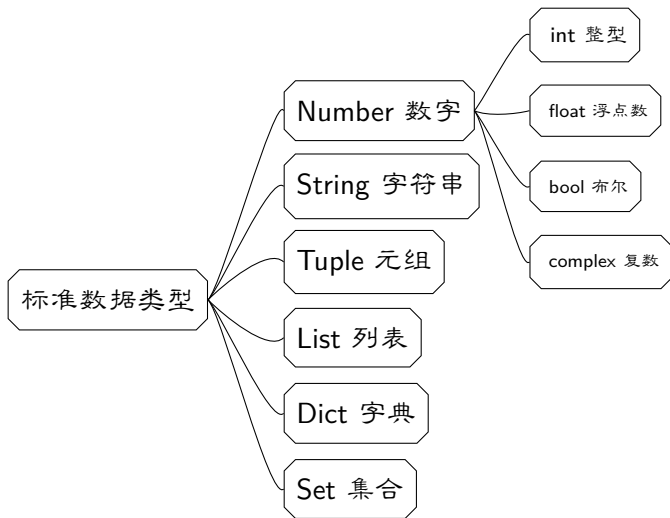 标准数据类型
Number 数字
int 整型
float 浮点数
bool 布尔
complex 复数
String 字符串
Tuple 元组
List 列表
Dict 字典
Set 集合